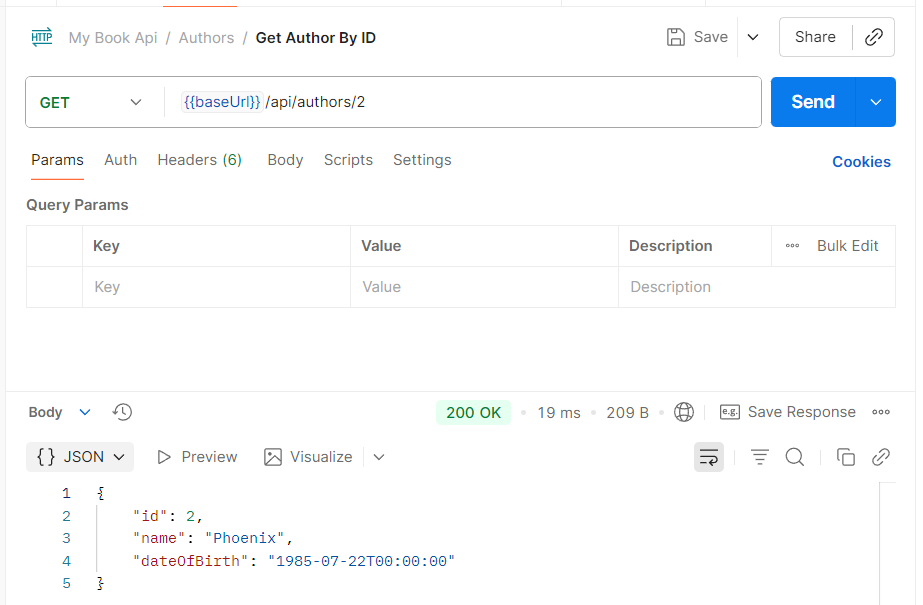 HTTP My Book Api / Authors / Get Author By ID Save Share
GET {{baseUrl}}/api/authors/2 Send
Params Auth Headers (6) Body Scripts Settings Cookies
Query Params
Key Value Description Bulk Edit
Key Value Description
Body 200 OK 19 ms 209 B e.g. Save Response
{} JSON Preview Visualize
1 {
2 "id": 2,
3 "name": "Phoenix",
4 "dateOfBirth": "1985-07-22T00:00:00"
5 }